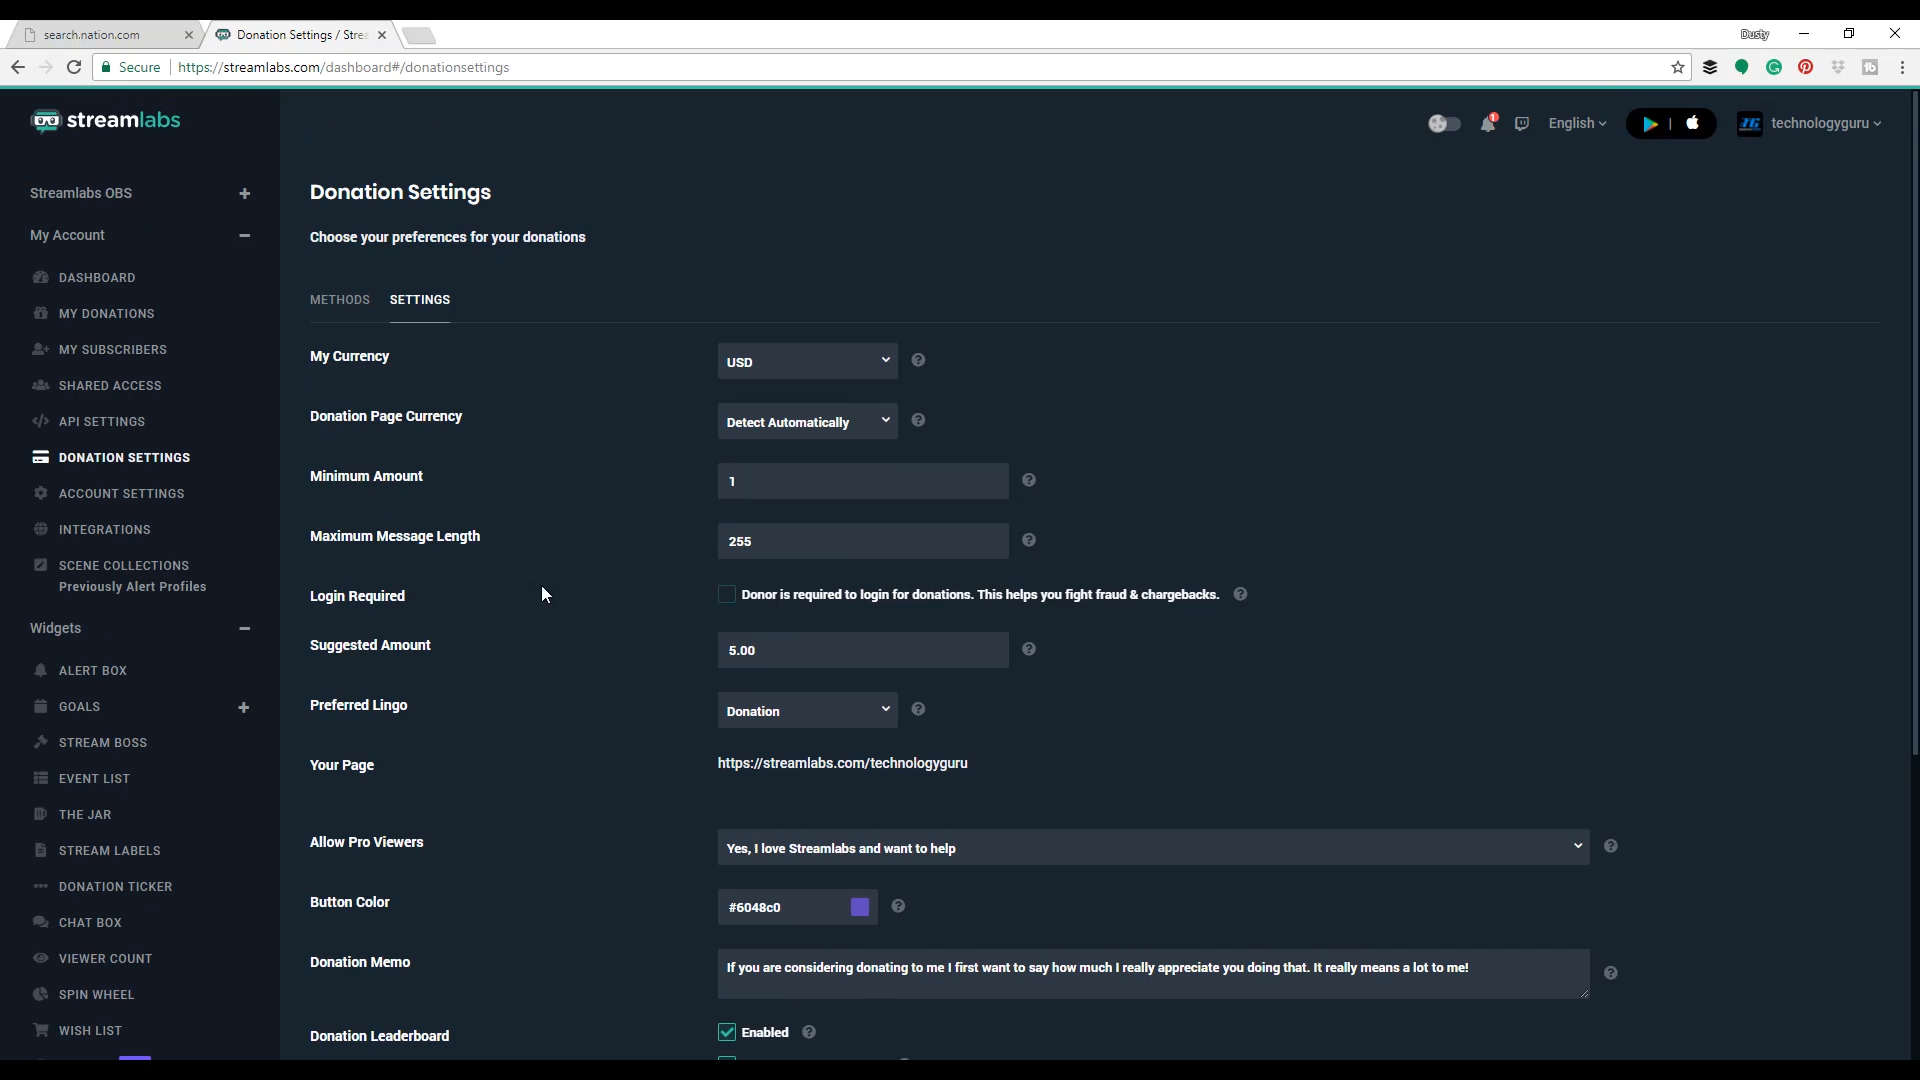 search.nation.com
Donation Settings / Strea
Dusty
Secure
https://streamlabs.com/dashboard#/donationsettings
streamlabs
1
English
technologyguru
Streamlabs OBS
My Account
DASHBOARD
MY DONATIONS
MY SUBSCRIBERS
SHARED ACCESS
API SETTINGS
DONATION SETTINGS
ACCOUNT SETTINGS
INTEGRATIONS
SCENE COLLECTIONS
Previously Alert Profiles
Widgets
ALERT BOX
GOALS
STREAM BOSS
EVENT LIST
THE JAR
STREAM LABELS
DONATION TICKER
CHAT BOX
VIEWER COUNT
SPIN WHEEL
WISH LIST
Donation Settings
Choose your preferences for your donations
METHODS SETTINGS
My Currency USD
Donation Page Currency Detect Automatically
Minimum Amount 1
Maximum Message Length 255
Login Required Donor is required to login for donations. This helps you fight fraud & chargebacks.
Suggested Amount 5.00
Preferred Lingo Donation
Your Page https://streamlabs.com/technologyguru
Allow Pro Viewers Yes, I love Streamlabs and want to help
Button Color #6048c0
Donation Memo If you are considering donating to me I first want to say how much I really appreciate you doing that. It really means a lot to me!
Donation Leaderboard Enabled